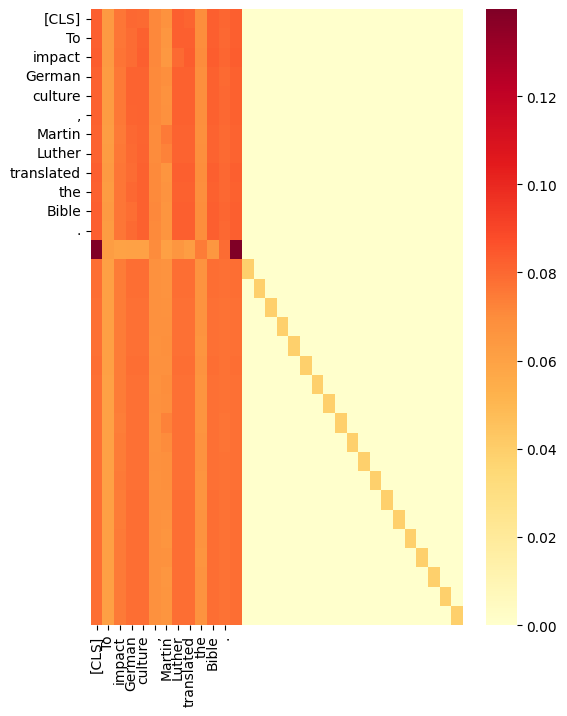 [CLS]
To
impact
German
culture
,
Martin
Luther
translated
the
Bible
.
0.12
0.10
0.08
0.06
0.04
0.02
0.00
[CLS]
To
impact
German
culture
,
Martin
Luther
translated
the
Bible
.